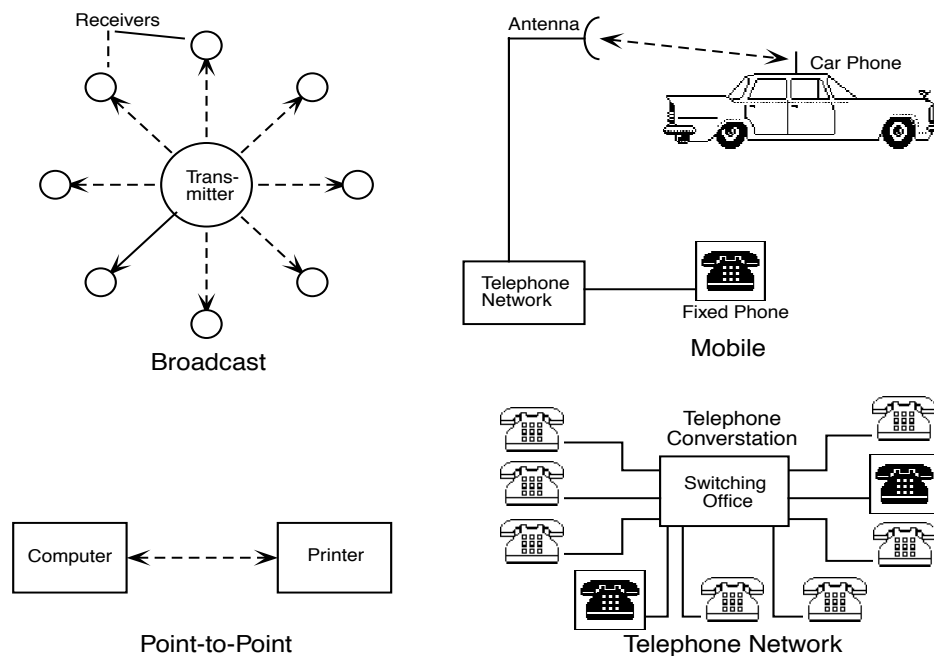 Receivers
Trans-
mitter
Broadcast
Antenna
Car Phone
Telephone
Network
Fixed Phone
Mobile
Computer
Printer
Point-to-Point
Telephone
Converstation
Switching
Office
Telephone Network